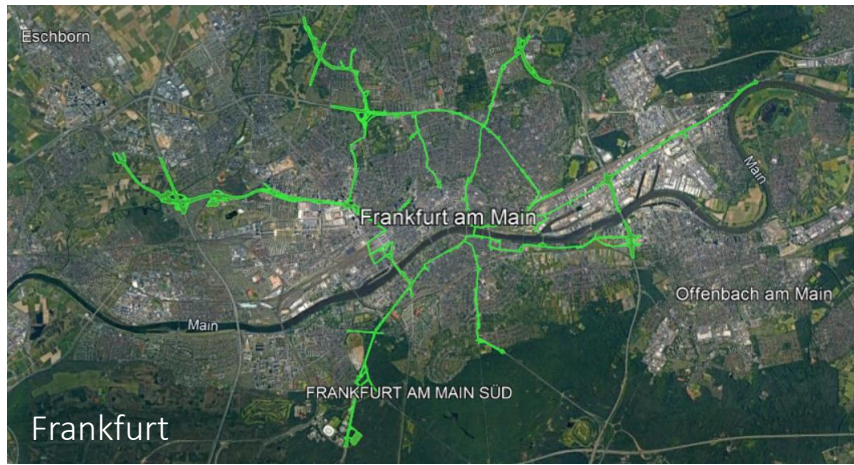 Eschborn
Main
Frankfurt am Main
Offenbach am Main
Main
FRANKFURT AM MAIN SÜD
Frankfurt